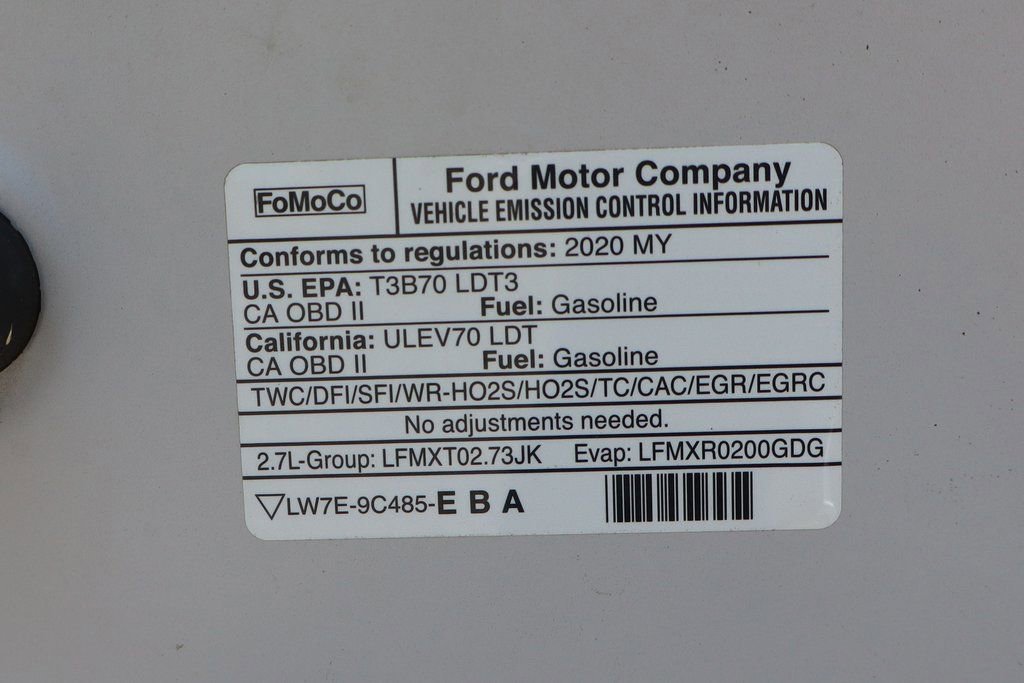 FoMoCo
Ford Motor Company
VEHICLE EMISSION CONTROL INFORMATION
Conforms to regulations: 2020 MY
U.S. EPA: T3B70 LDT3
CA OBD II Fuel: Gasoline
California: ULEV70 LDT
CA OBD II Fuel: Gasoline
TWC/DFI/SFI/WR-HO2S/HO2S/TC/CAC/EGR/EGRC
No adjustments needed.
2.7L-Group: LFMXT02.73JK Evap: LFMXR0200GDG
LW7E-9C485-E B A